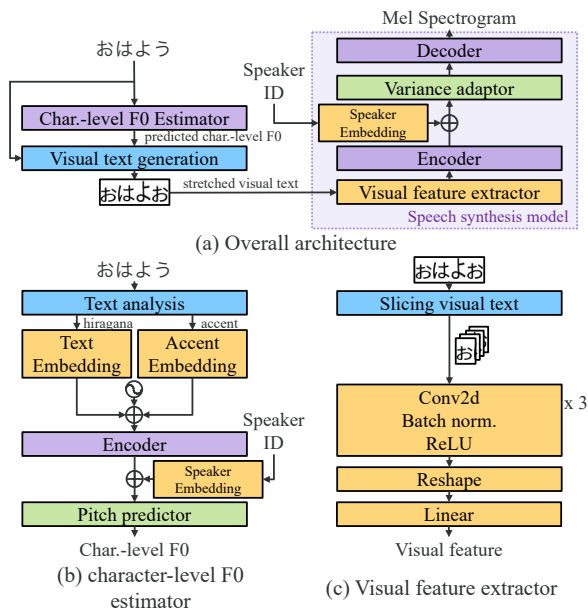 おはよう
Char.-level F0 Estimator
predicted char.-level F0
Visual text generation
おはよお
stretched visual text
Mel Spectrogram
Decoder
Variance adaptor
Speaker
ID
Speaker
Embedding
Encoder
Visual feature extractor
Speech synthesis model
(a) Overall architecture
おはよう
Text analysis
hiragana
accent
Text
Embedding
Accent
Embedding
Speaker
ID
Encoder
Speaker
Embedding
Pitch predictor
Char.-level F0
(b) character-level F0
estimator
おはよお
Slicing visual text
お
Conv2d
Batch norm.
ReLU
x 3
Reshape
Linear
Visual feature
(c) Visual feature extractor